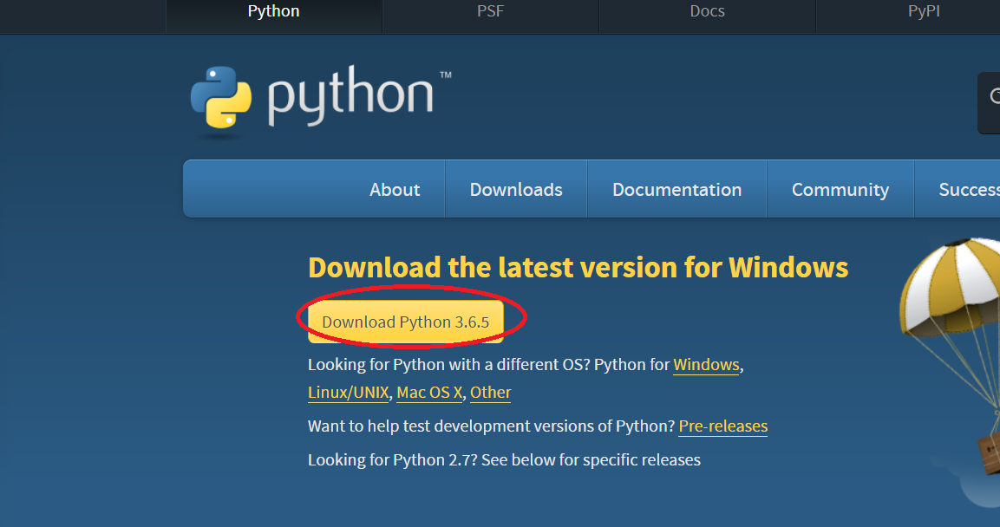 Python PSF Docs PyPI
python™
About Downloads Documentation Community Success
Download the latest version for Windows
Download Python 3.6.5
Looking for Python with a different OS? Python for Windows,
Linux/UNIX, Mac OS X, Other
Want to help test development versions of Python? Pre-releases
Looking for Python 2.7? See below for specific releases